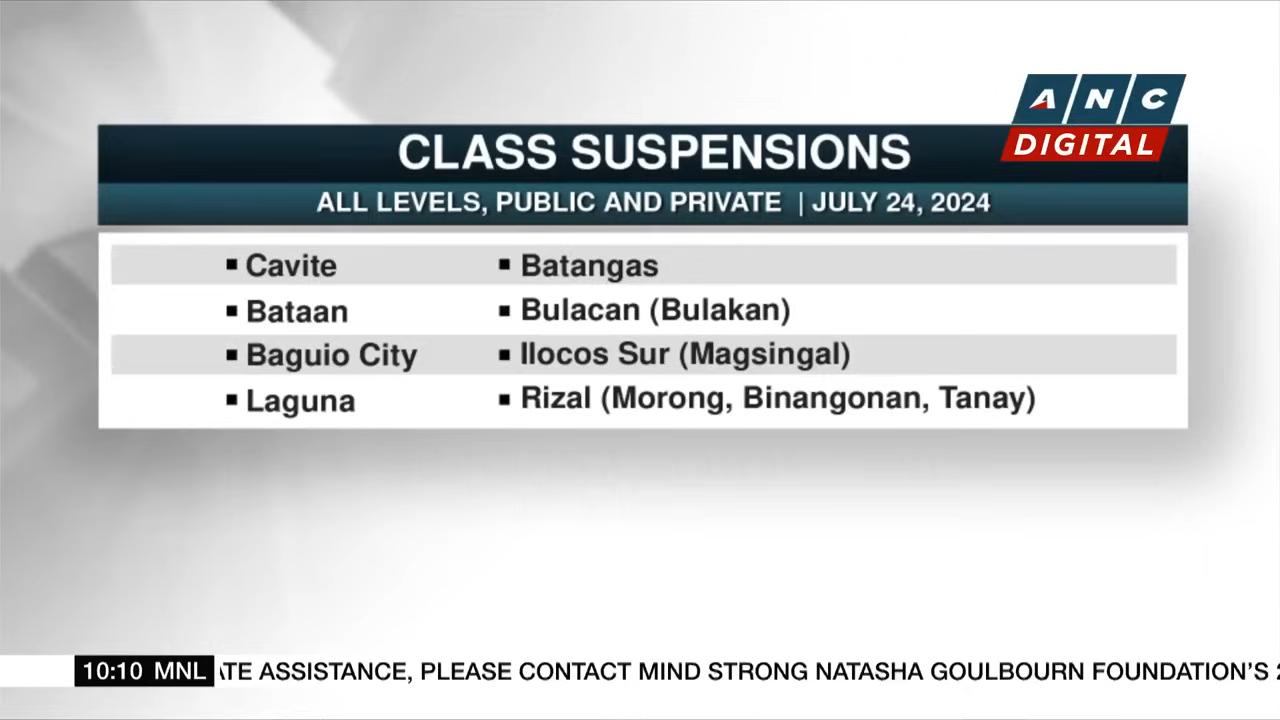 ANC
DIGITAL
CLASS SUSPENSIONS
ALL LEVELS, PUBLIC AND PRIVATE | JULY 24, 2024
▪ Cavite ▪ Batangas
▪ Bataan ▪ Bulacan (Bulakan)
▪ Baguio City ▪ Ilocos Sur (Magsingal)
▪ Laguna ▪ Rizal (Morong, Binangonan, Tanay)
10:10 MNL ATE ASSISTANCE, PLEASE CONTACT MIND STRONG NATASHA GOULBOURN FOUNDATION'S